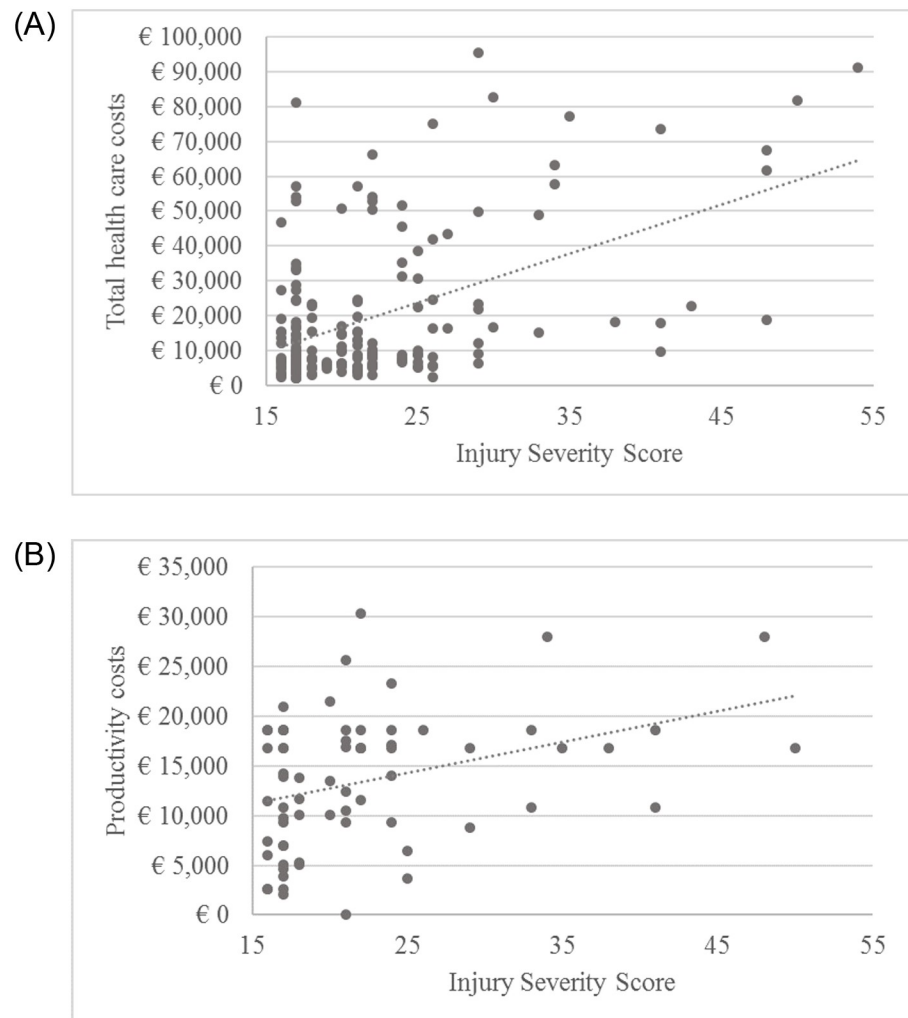 (A)
Total health care costs
€ 100,000
€ 90,000
€ 80,000
€ 70,000
€ 60,000
€ 50,000
€ 40,000
€ 30,000
€ 20,000
€ 10,000
€ 0
15 25 35 45 55
Injury Severity Score
(B)
Productivity costs
€ 35,000
€ 30,000
€ 25,000
€ 20,000
€ 15,000
€ 10,000
€ 5,000
€ 0
15 25 35 45 55
Injury Severity Score